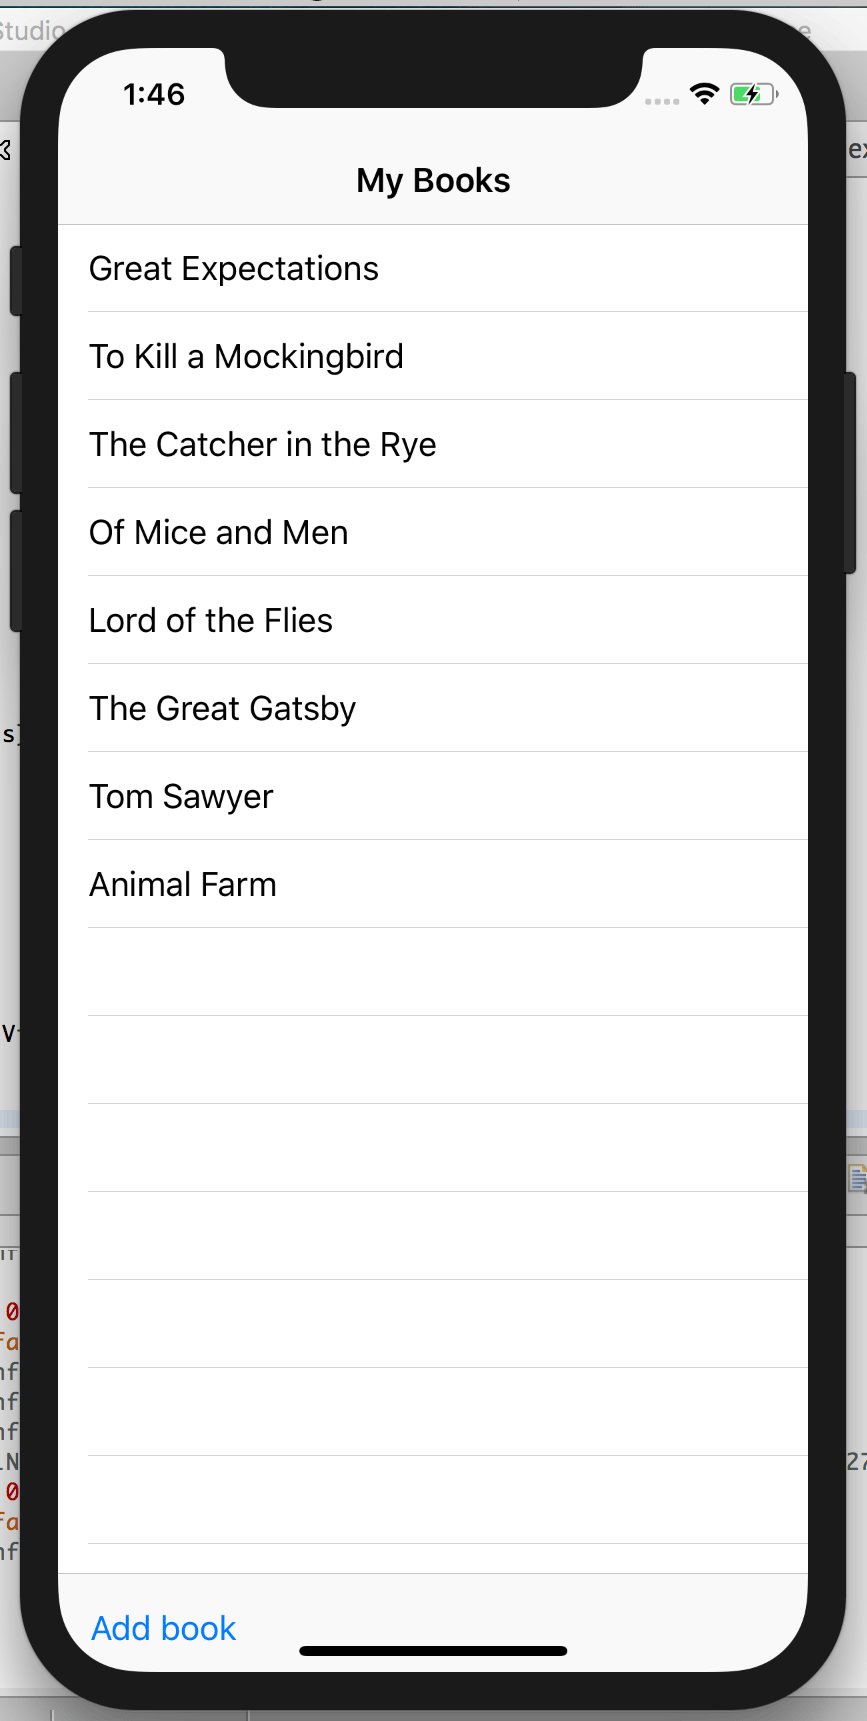 1:46
My Books
Great Expectations
To Kill a Mockingbird
The Catcher in the Rye
Of Mice and Men
Lord of the Flies
The Great Gatsby
Tom Sawyer
Animal Farm
Add book